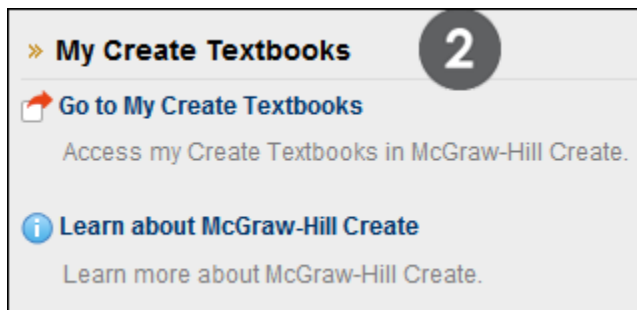 » My Create Textbooks 2
Go to My Create Textbooks
Access my Create Textbooks in McGraw-Hill Create.
Learn about McGraw-Hill Create
Learn more about McGraw-Hill Create.